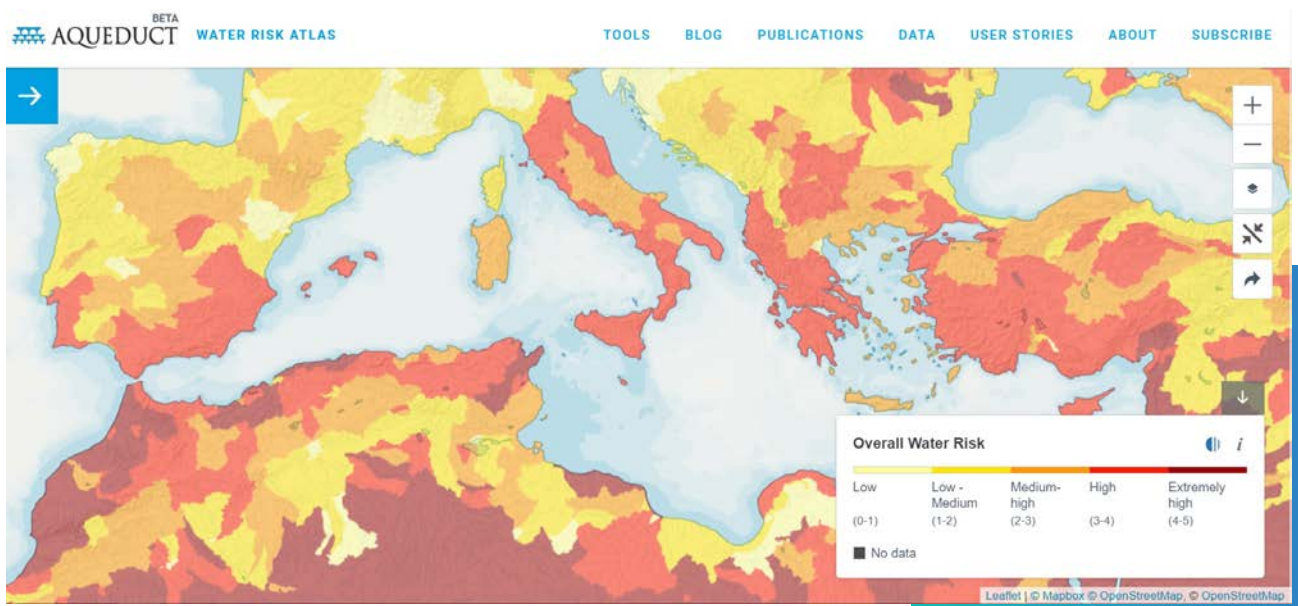 BETA
AQUEDUCT WATER RISK ATLAS TOOLS BLOG PUBLICATIONS DATA USER STORIES ABOUT SUBSCRIBE
Overall Water Risk
Low Low - Medium-
High Extremely
Medium high high
(0-1) (1-2) (2-3) (3-4) (4-5)
No data
Leaflet | © Mapbox © OpenStreetMap, © OpenStreetMap